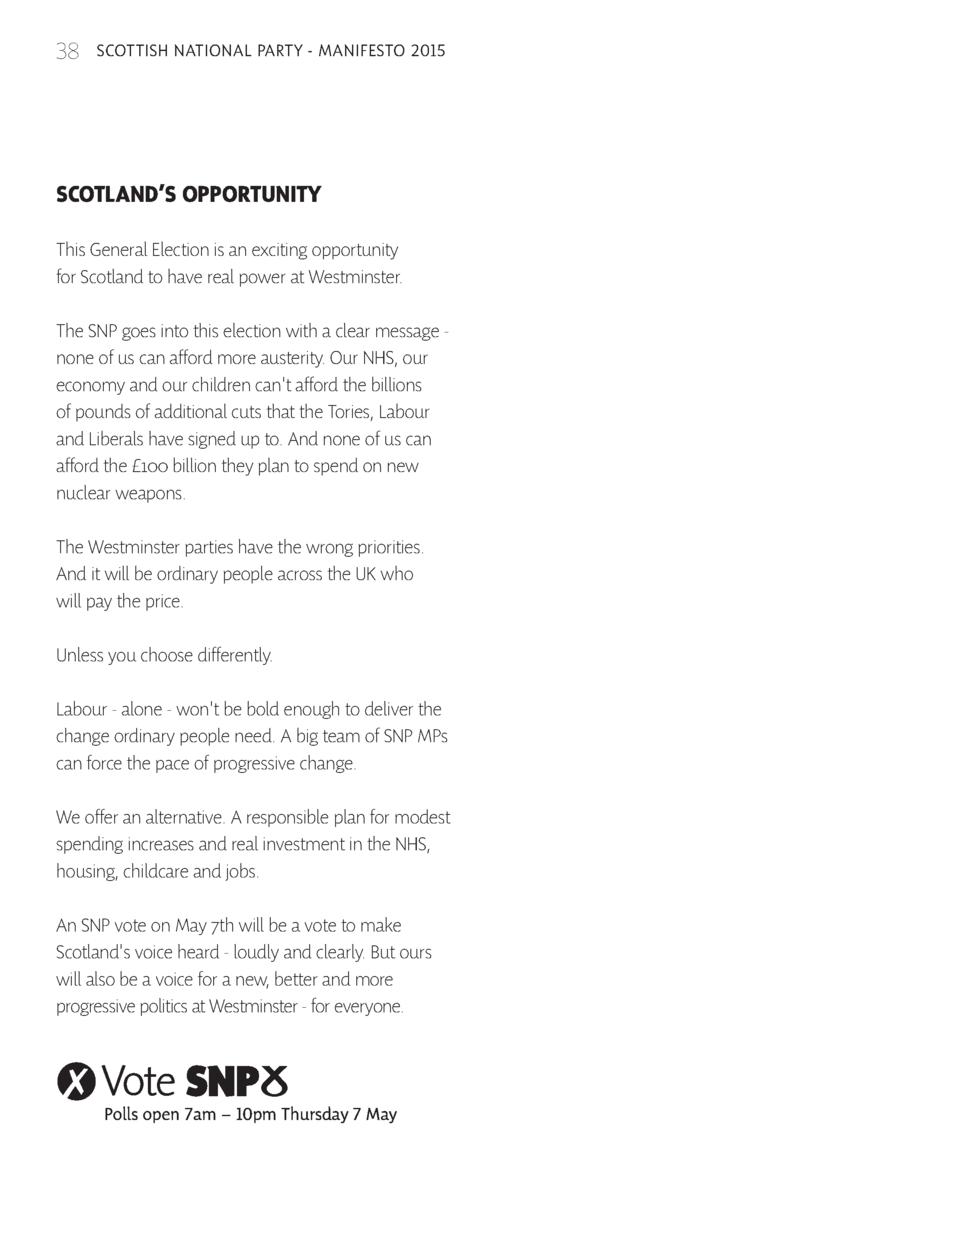 38 SCOTTISH NATIONAL PARTY - MANIFESTO 2015
SCOTLAND'S OPPORTUNITY
This General Election is an exciting opportunity
for Scotland to have real power at Westminster.
The SNP goes into this election with a clear message -
none of us can afford more austerity. Our NHS, our
economy and our children can't afford the billions
of pounds of additional cuts that the Tories, Labour
and Liberals have signed up to. And none of us can
afford the £100 billion they plan to spend on new
nuclear weapons.
The Westminster parties have the wrong priorities.
And it will be ordinary people across the UK who
will pay the price.
Unless you choose differently.
Labour - alone - won't be bold enough to deliver the
change ordinary people need. A big team of SNP MPs
can force the pace of progressive change.
We offer an alternative. A responsible plan for modest
spending increases and real investment in the NHS,
housing, childcare and jobs.
An SNP vote on May 7th will be a vote to make
Scotland's voice heard - loudly and clearly. But ours
will also be a voice for a new, better and more
progressive politics at Westminster - for everyone.
Vote SNP
Polls open 7am – 10pm Thursday 7 May